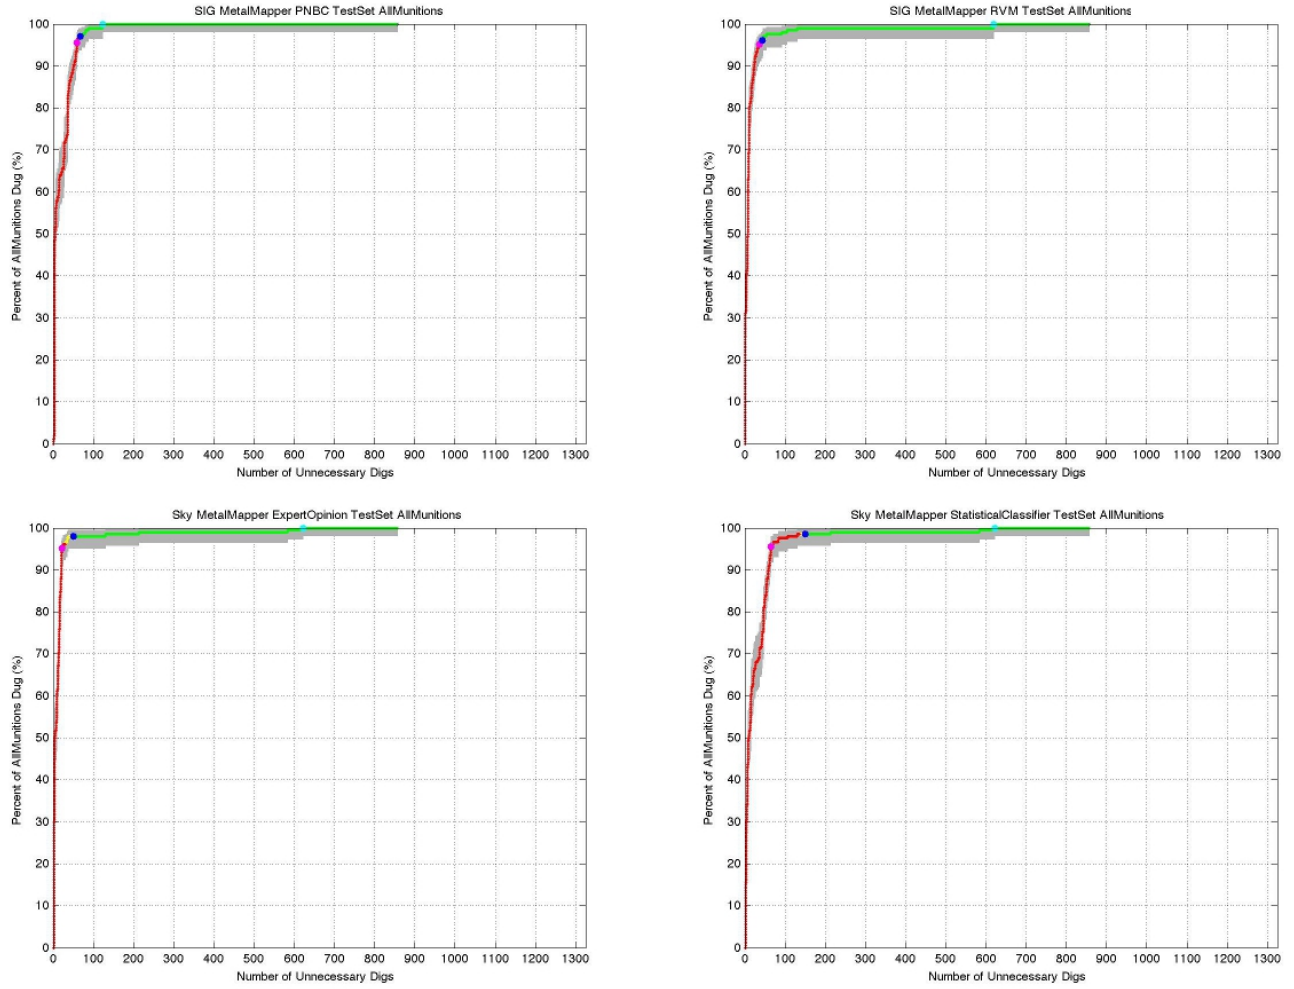 SIG MetalMapper PNBC TestSet AllMunitions
100
90
80
70
60
50
40
30
20
10
0
Percent of AllMunitions Dug (%)
0 100 200 300 400 500 600 700 800 900 1000 1100 1200 1300
Number of Unnecessary Digs
SIG MetalMapper RVM TestSet AllMunitions
100
90
80
70
60
50
40
30
20
10
0
Percent of AllMunitions Dug (%)
0 100 200 300 400 500 600 700 800 900 1000 1100 1200 1300
Number of Unnecessary Digs
Sky MetalMapper ExpertOpinion TestSet AllMunitions
100
90
80
70
60
50
40
30
20
10
0
Percent of AllMunitions Dug (%)
0 100 200 300 400 500 600 700 800 900 1000 1100 1200 1300
Number of Unnecessary Digs
Sky MetalMapper StatisticalClassifier TestSet AllMunitions
100
90
80
70
60
50
40
30
20
10
0
Percent of AllMunitions Dug (%)
0 100 200 300 400 500 600 700 800 900 1000 1100 1200 1300
Number of Unnecessary Digs